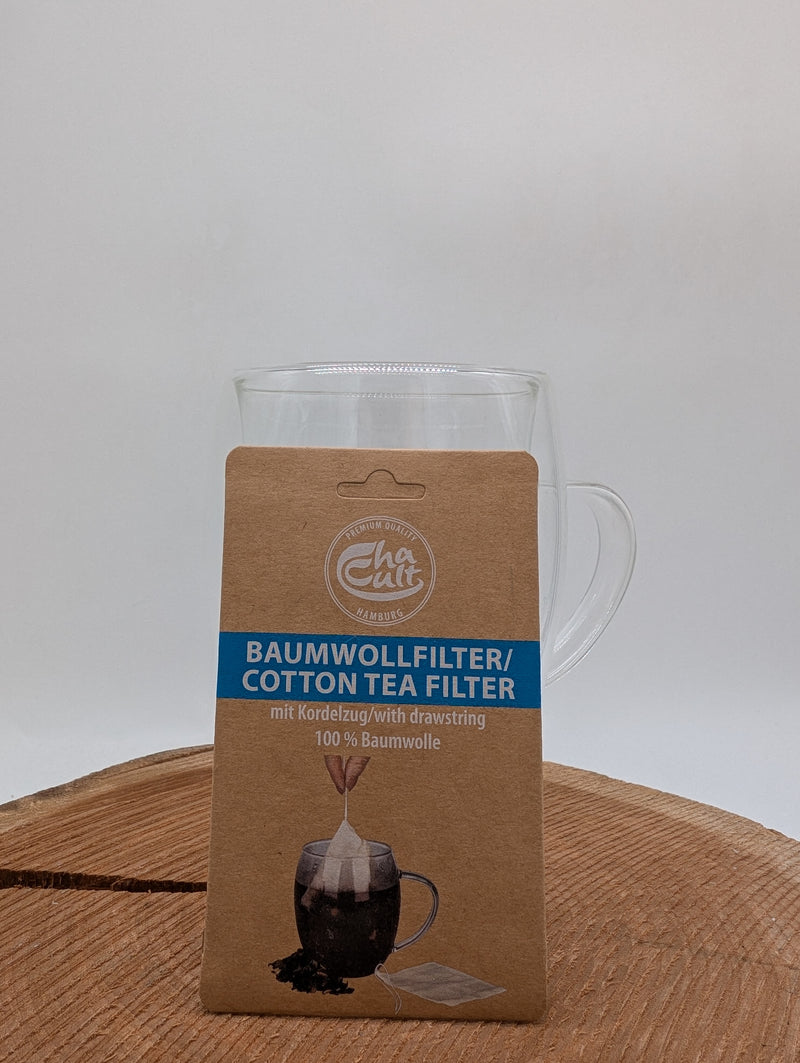 PREMIUM QUALITY
Cha
Cult
HAMBURG
BAUMWOLLFILTER/
COTTON TEA FILTER
mit Kordelzug/with drawstring
100 % Baumwolle